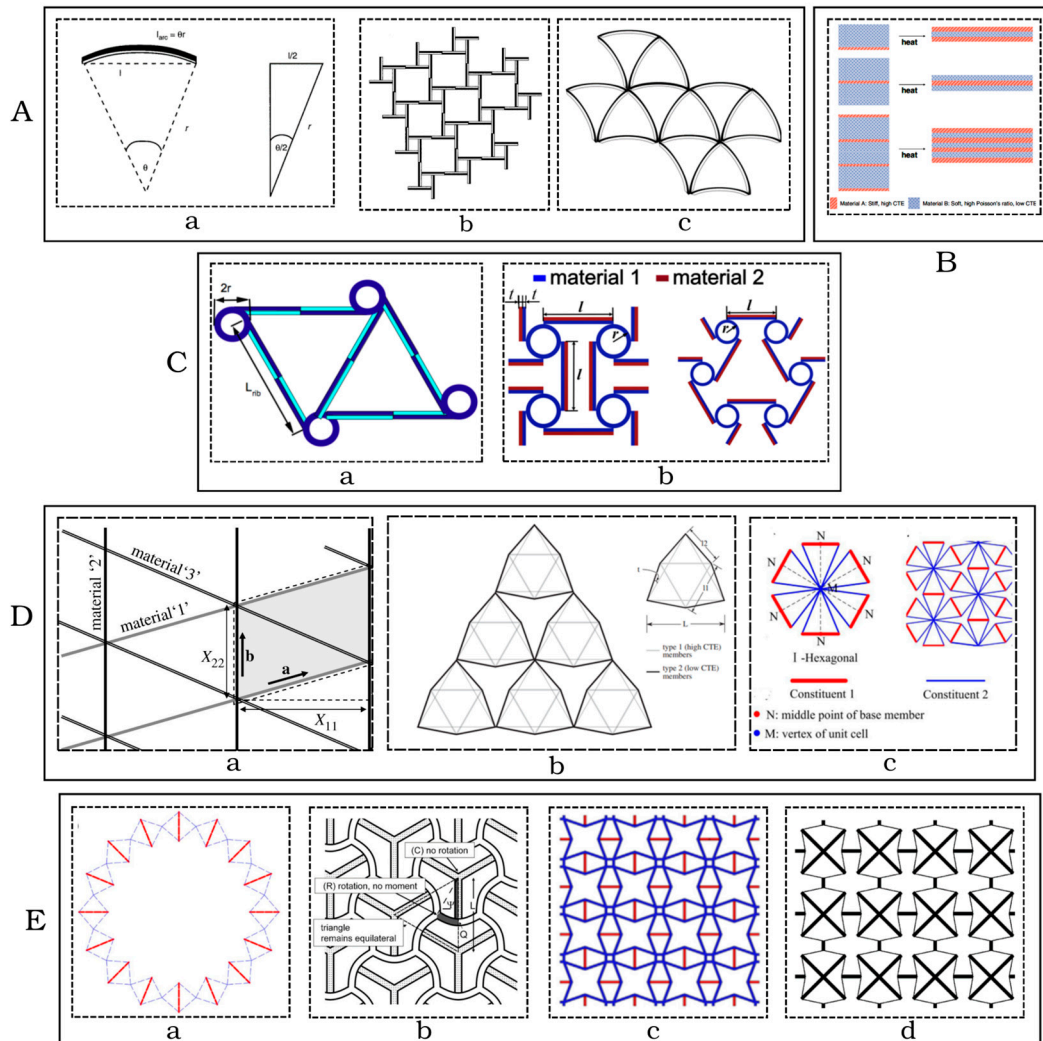 A
l_arc = θr
l
r
θ
l/2
r
θ/2
a
b
c
heat
heat
heat
Material A: Stiff, high CTE
Material B: Soft, high Poisson's ratio, low CTE
B
C
2r
L_rib
a
material 1
material 2
t
t
l
r
l
l
r
b
D
material '2'
material '3'
material '1'
X₂₂
b
a
X₁₁
a
L
type 1 (high CTE)
members
type 2 (low CTE)
members
b
N
N
N
M
N
N
N
I -Hexagonal
Constituent 1
Constituent 2
N: middle point of base member
M: vertex of unit cell
c
E
a
(C) no rotation
(R) rotation, no moment
triangle
remains equilateral
L
Q
b
c
d